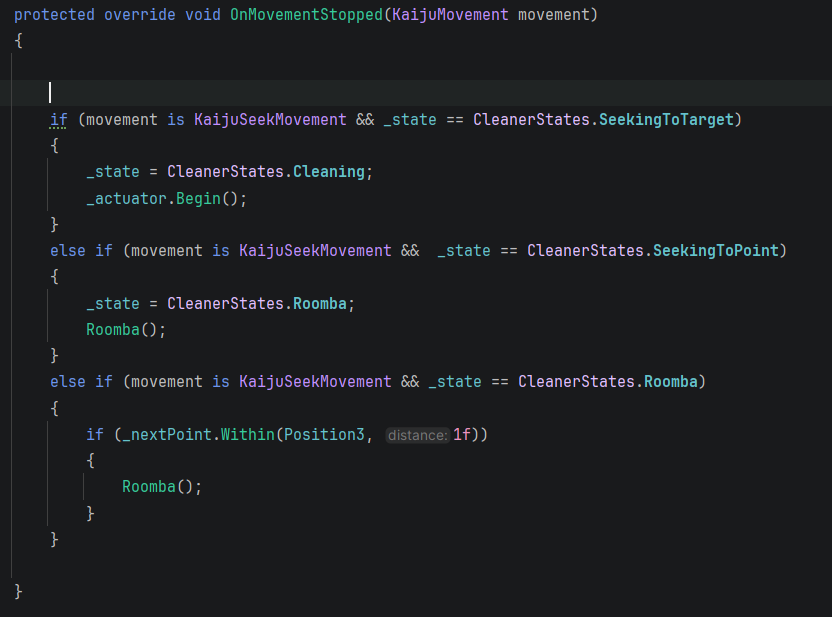 protected override void OnMovementStopped(KaijuMovement movement)
{
if (movement is KaijuSeekMovement && _state == CleanerStates.SeekingToTarget)
{
_state = CleanerStates.Cleaning;
_actuator.Begin();
}
else if (movement is KaijuSeekMovement &&  _state == CleanerStates.SeekingToPoint)
{
_state = CleanerStates.Roomba;
Roomba();
}
else if (movement is KaijuSeekMovement && _state == CleanerStates.Roomba)
{
if (_nextPoint.Within(Position3, distance: 1f))
{
Roomba();
}
}
}